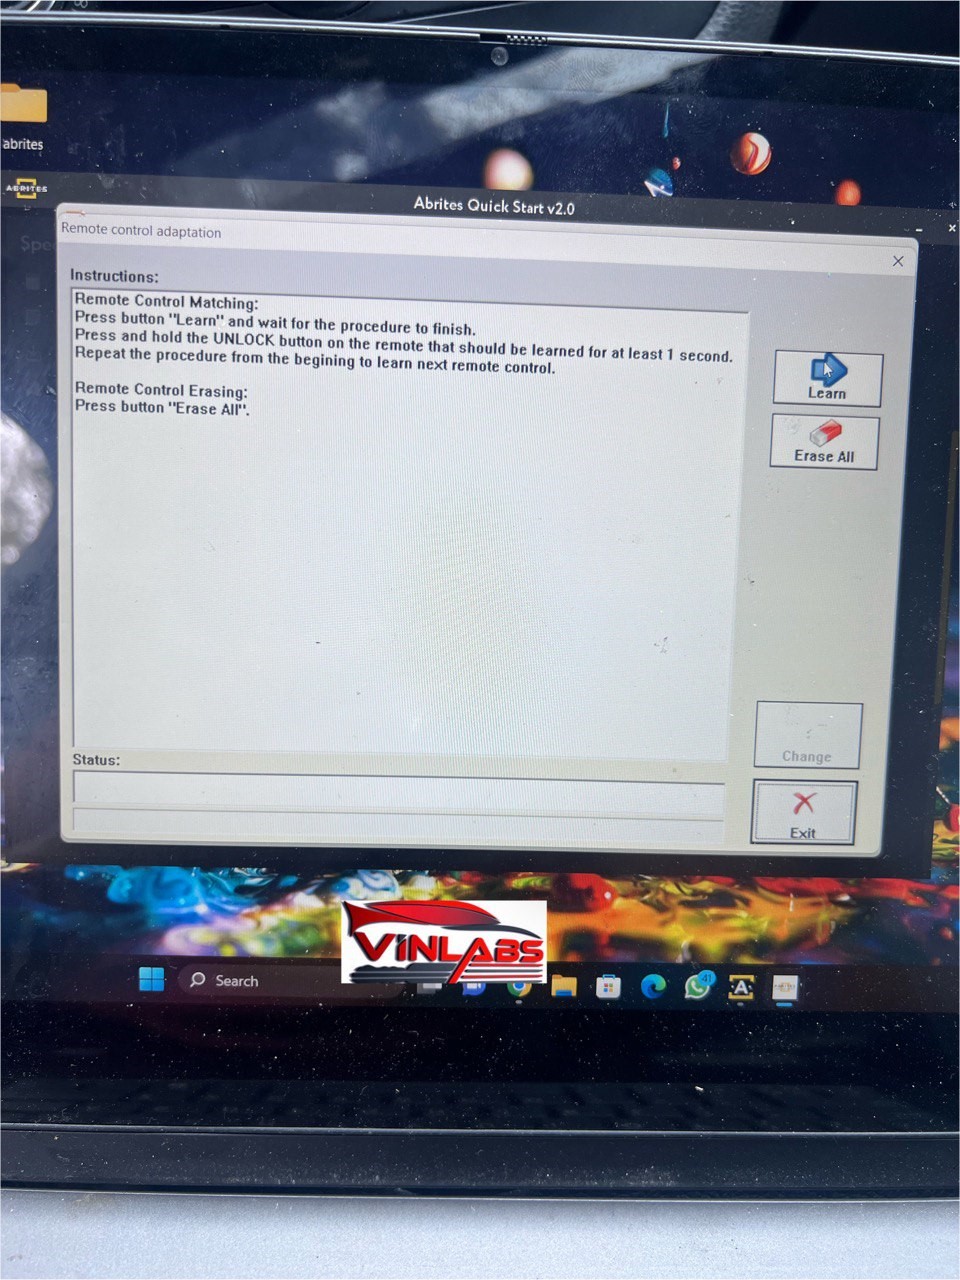 abrites
ABRITES
Abrites Quick Start v2.0
Remote control adaptation
Instructions:
Remote Control Matching:
Press button "Learn" and wait for the procedure to finish.
Press and hold the UNLOCK button on the remote that should be learned for at least 1 second.
Repeat the procedure from the begining to learn next remote control.
Remote Control Erasing:
Press button "Erase All".
Learn
Erase All
Status:
Change
Exit
VINLABS
Search
41
A